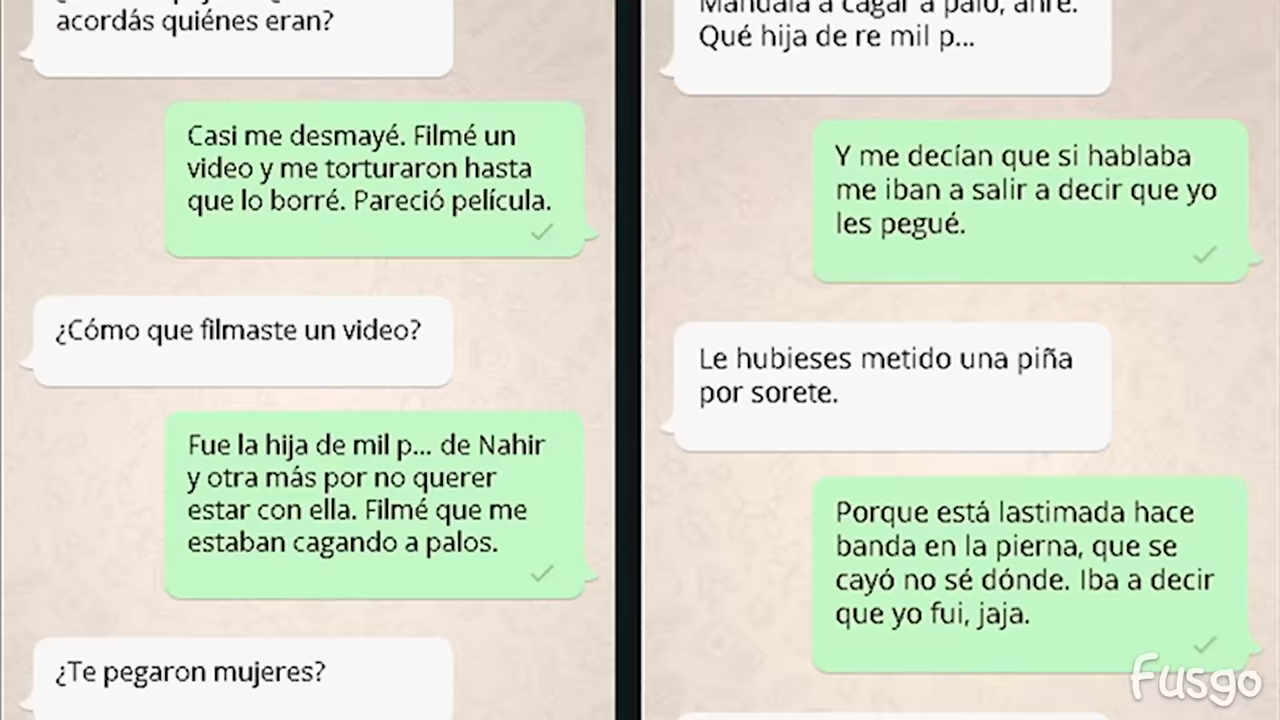 acordás quiénes eran?
Casi me desmayé. Filmé un
video y me torturaron hasta
que lo borré. Pareció película.
¿Cómo que filmaste un video?
Fue la hija de mil p... de Nahir
y otra más por no querer
estar con ella. Filmé que me
estaban cagando a palos.
¿Te pegaron mujeres?
Mandala a cagar a palo, ahre.
Qué hija de re mil p...
Y me decían que si hablaba
me iban a salir a decir que yo
les pegué.
Le hubieses metido una piña
por sorete.
Porque está lastimada hace
banda en la pierna, que se
cayó no sé dónde. Iba a decir
que yo fui, jaja.
Fusgo